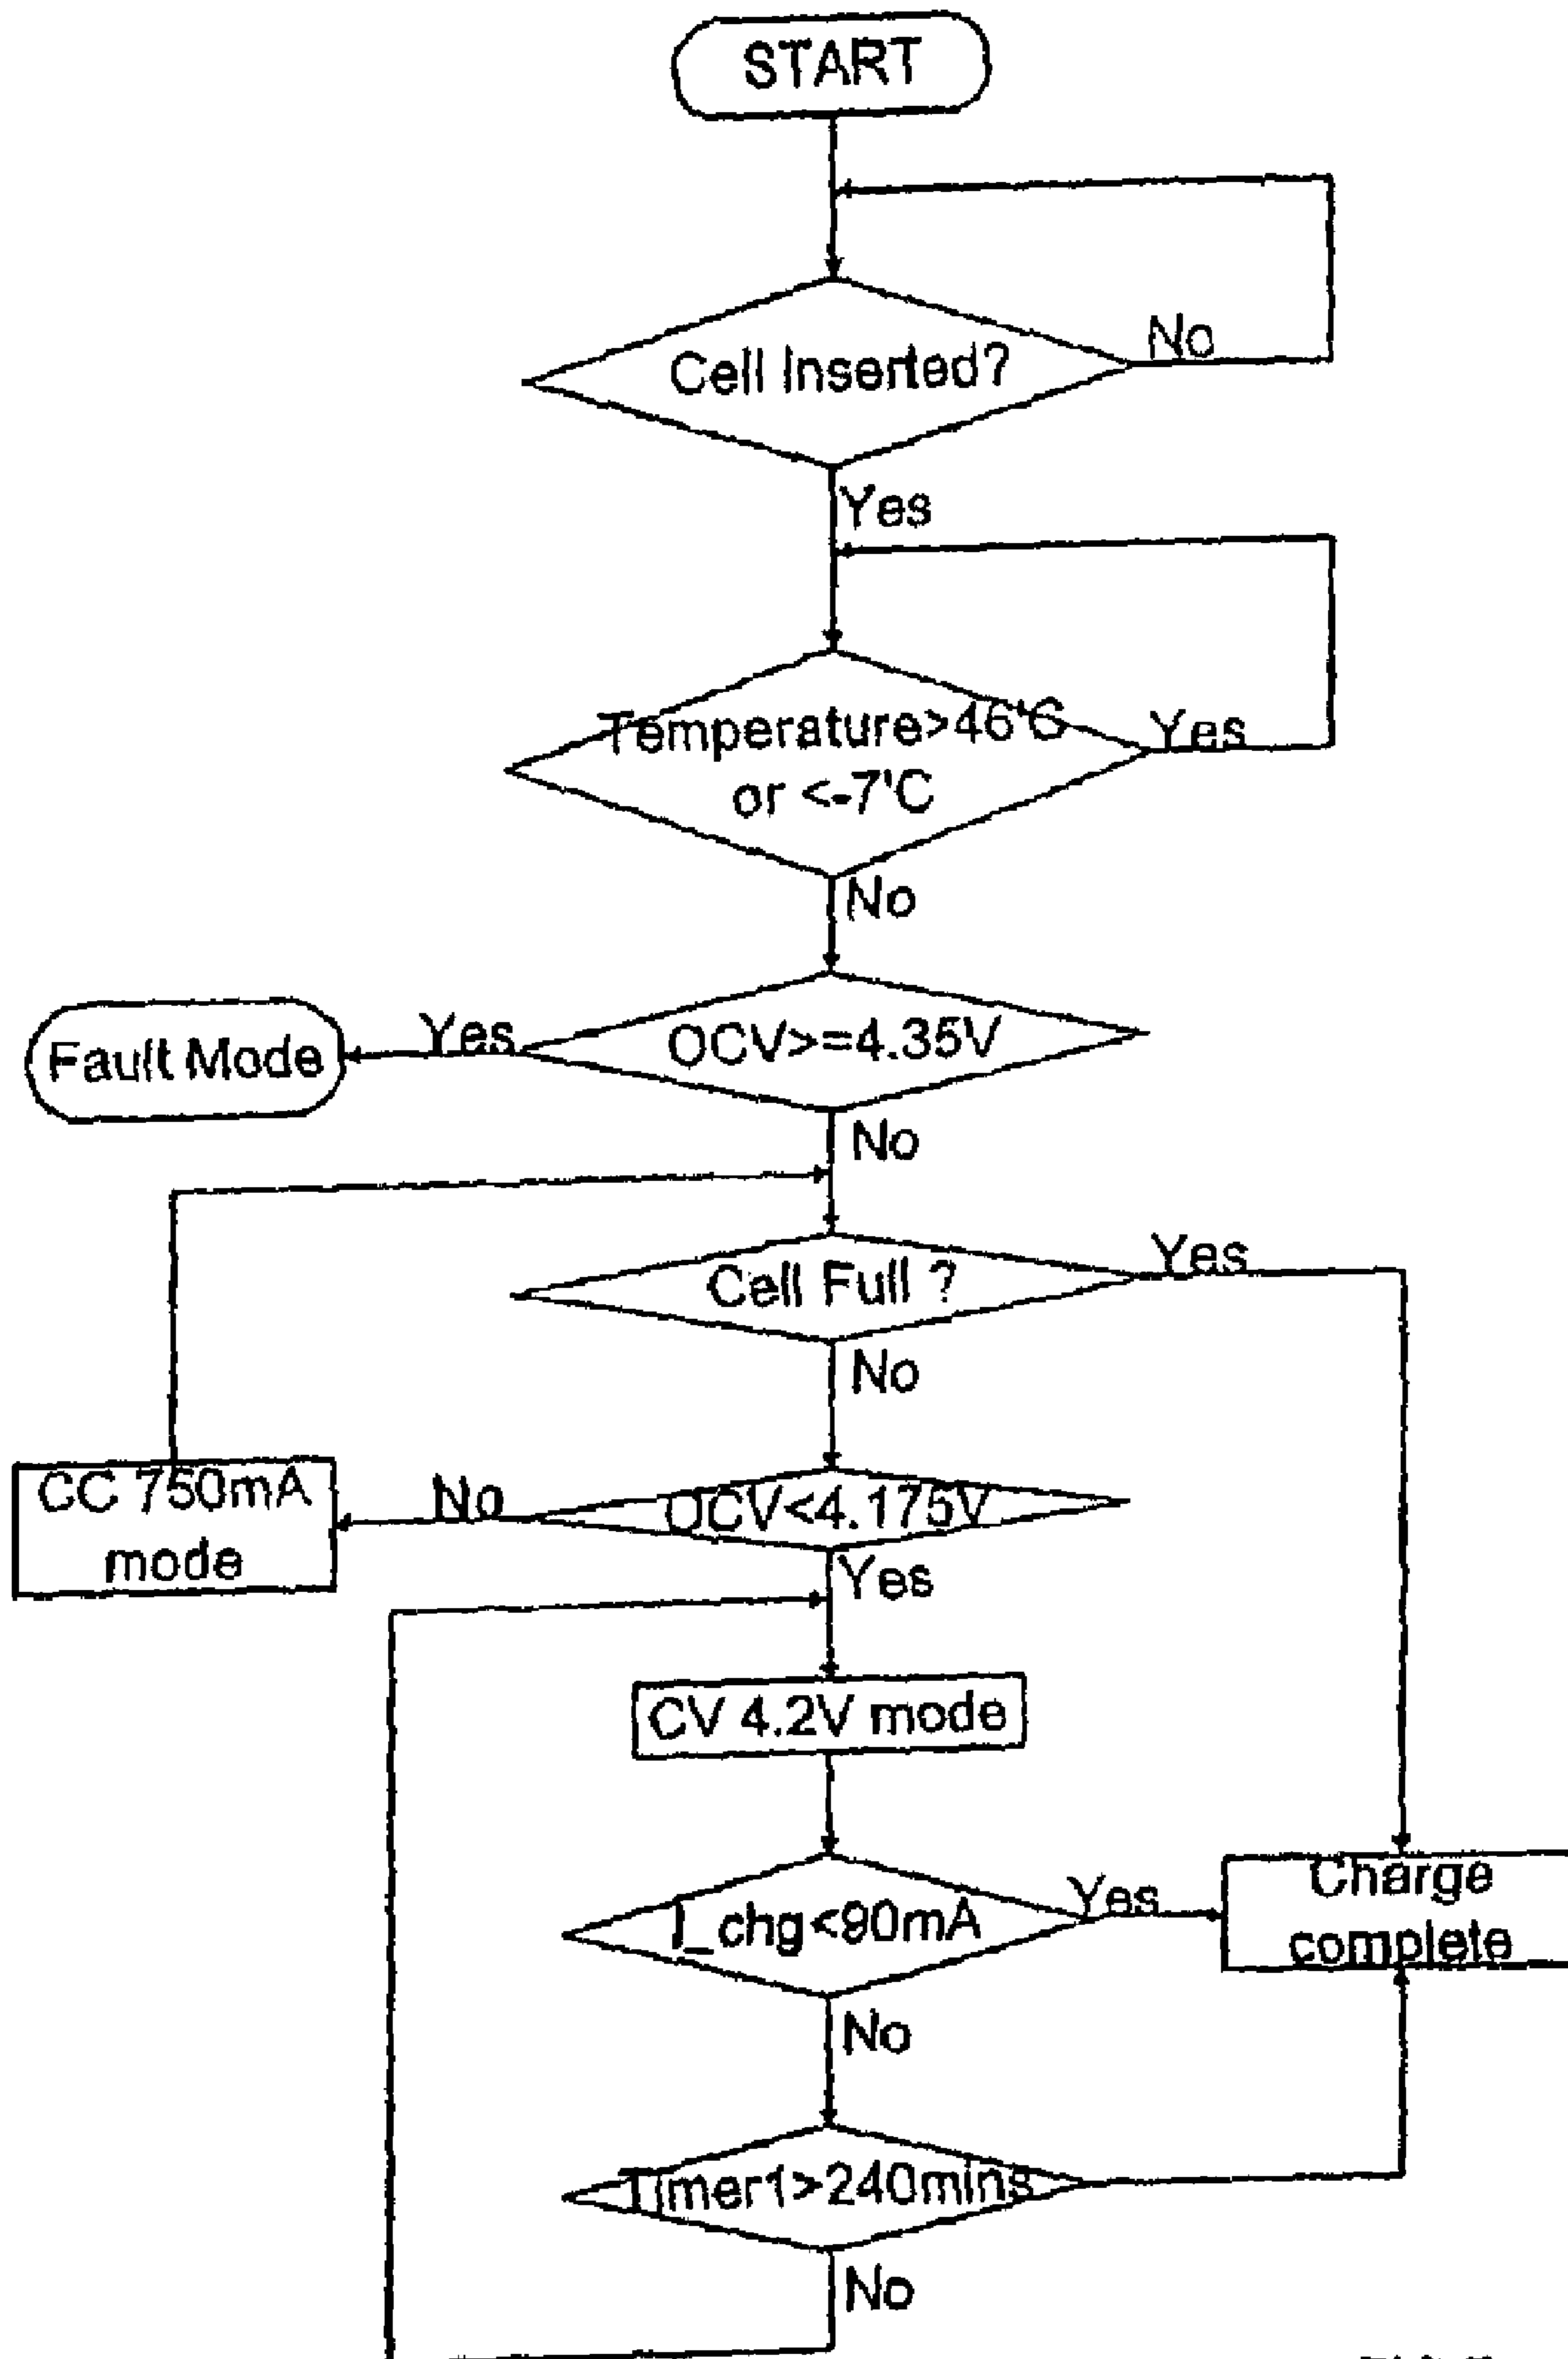 START
Cell Inserted?
No
Yes
Temperature>46'C
or <-7'C
Yes
No
OCV>=4.35V
Yes
Fault Mode
No
Cell Full ?
Yes
No
OCV<4.175V
No
CC 750mA
mode
Yes
CV 4.2V mode
I_chg<90mA
Yes
Charge
complete
No
Timer1>240mins
No